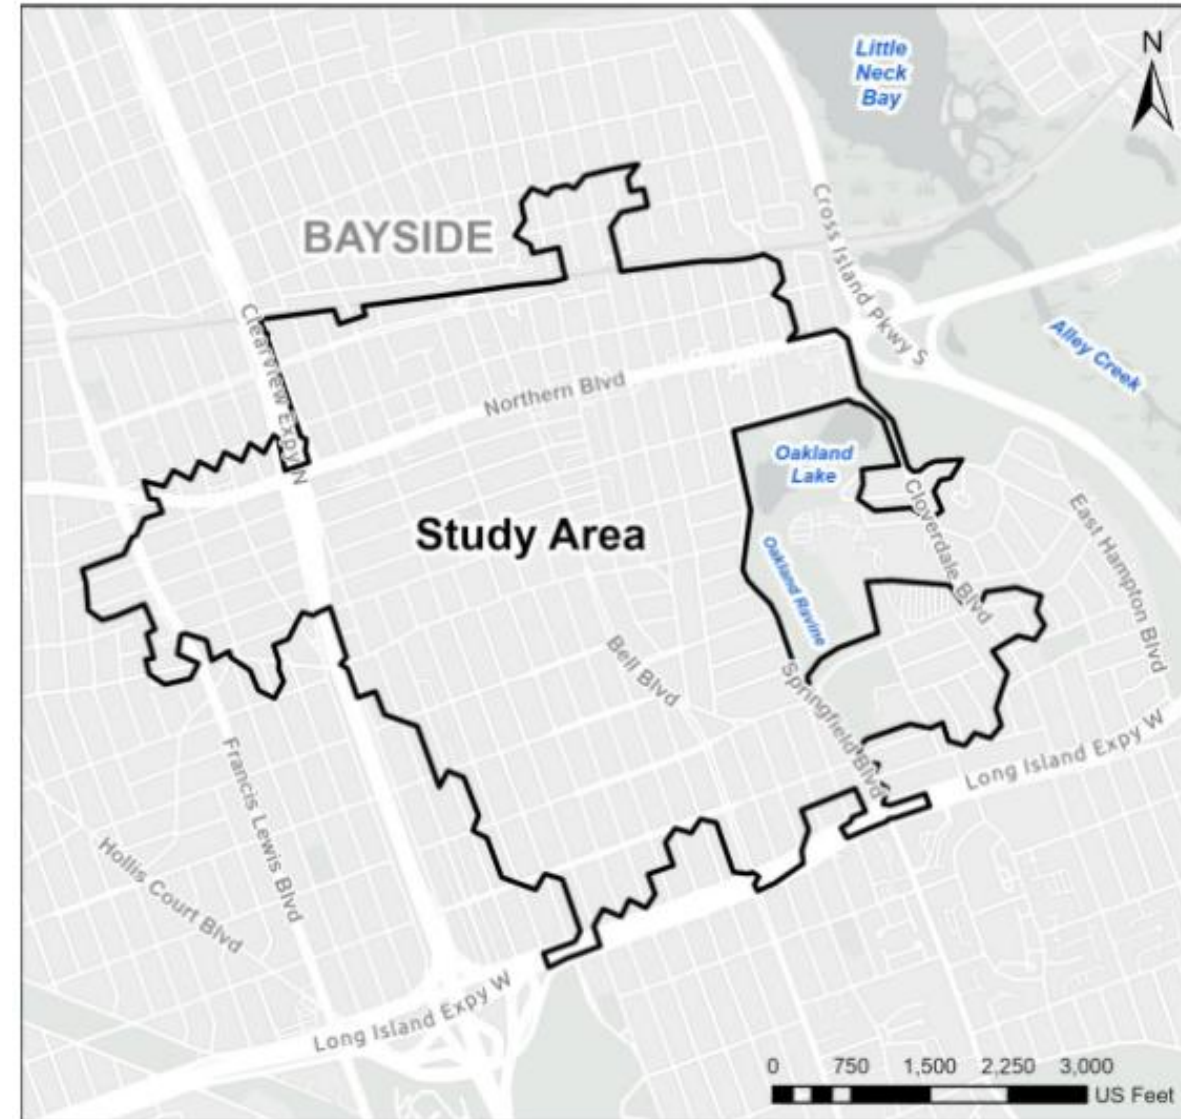 Little
Neck
Bay
N
BAYSIDE
Cross Island Pkwy S
Clearview Expy N
Alley Creek
Northern Blvd
Oakland
Lake
Study Area
Cloverdale Blvd
East Hampton Blvd
Oakland Ravine
Bell Blvd
Springfield Blvd
Long Island Expy W
Francis Lewis Blvd
Hollis Court Blvd
Long Island Expy W
0 750 1,500 2,250 3,000
US Feet